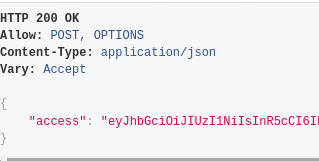 HTTP 200 OK
Allow: POST, OPTIONS
Content-Type: application/json
Vary: Accept
{
"access": "eyJhbGciOiJIUzI1NiIsInR5cCI6I
}